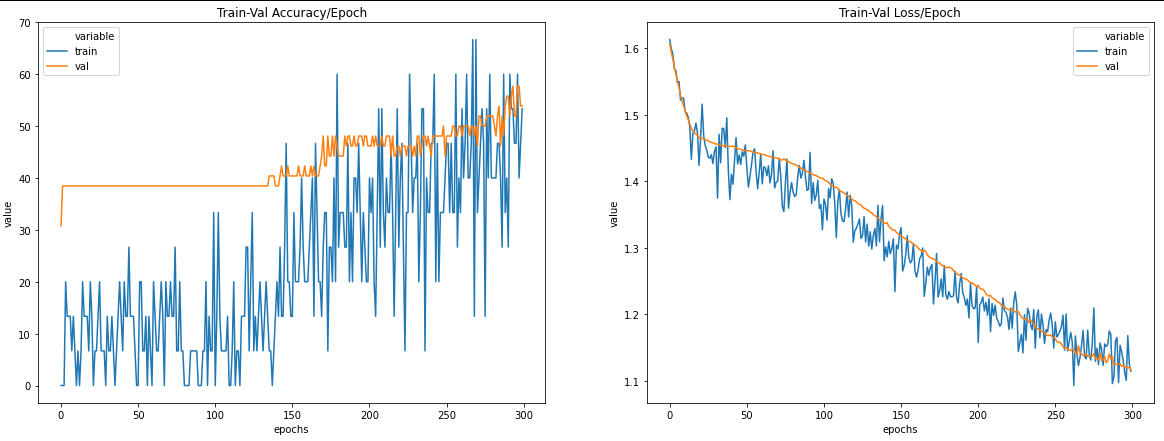 Train-Val Accuracy/Epoch
variable
train
val
70
60
50
40
30
20
10
0
value
0
50
100
150
200
250
300
epochs
Train-Val Loss/Epoch
variable
train
val
1.6
1.5
1.4
1.3
1.2
1.1
value
0
50
100
150
200
250
300
epochs